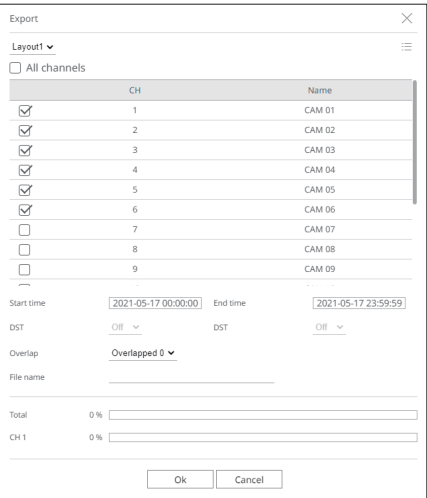 Export
Layout1
All channels
CH Name
1 CAM 01
2 CAM 02
3 CAM 03
4 CAM 04
5 CAM 05
6 CAM 06
7 CAM 07
8 CAM 08
9 CAM 09
Start time 2021-05-17 00:00:00 End time 2021-05-17 23:59:59
DST Off DST Off
Overlap Overlapped 0
File name
Total 0 %
CH 1 0 %
Ok Cancel